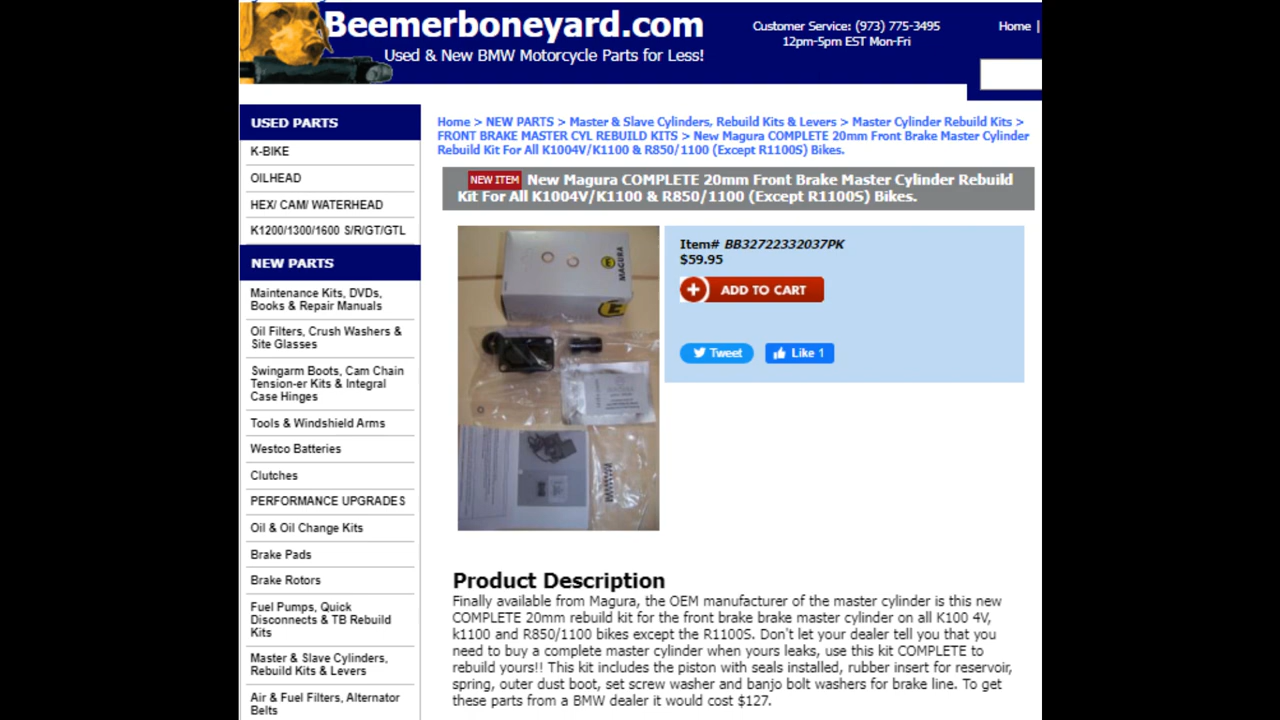 Beemerboneyard.com
Used & New BMW Motorcycle Parts for Less!
Customer Service: (973) 775-3495
12pm-5pm EST Mon-Fri
Home |
USED PARTS
K-BIKE
OILHEAD
HEX/ CAM/ WATERHEAD
K1200/1300/1600 S/R/GT/GTL
NEW PARTS
Maintenance Kits, DVDs,
Books & Repair Manuals
Oil Filters, Crush Washers &
Site Glasses
Swingarm Boots, Cam Chain
Tension-er Kits & Integral
Case Hinges
Tools & Windshield Arms
Westco Batteries
Clutches
PERFORMANCE UPGRADES
Oil & Oil Change Kits
Brake Pads
Brake Rotors
Fuel Pumps, Quick
Disconnects & TB Rebuild
Kits
Master & Slave Cylinders,
Rebuild Kits & Levers
Air & Fuel Filters, Alternator
Belts
Home > NEW PARTS > Master & Slave Cylinders, Rebuild Kits & Levers > Master Cylinder Rebuild Kits >
FRONT BRAKE MASTER CYL REBUILD KITS > New Magura COMPLETE 20mm Front Brake Master Cylinder
Rebuild Kit For All K1004V/K1100 & R850/1100 (Except R1100S) Bikes.
NEW ITEM New Magura COMPLETE 20mm Front Brake Master Cylinder Rebuild
Kit For All K1004V/K1100 & R850/1100 (Except R1100S) Bikes.
MAGURA
Item# BB32722332037PK
$59.95
ADD TO CART
Tweet
Like 1
Product Description
Finally available from Magura, the OEM manufacturer of the master cylinder is this new
COMPLETE 20mm rebuild kit for the front brake brake master cylinder on all K100 4V,
k1100 and R850/1100 bikes except the R1100S. Don't let your dealer tell you that you
need to buy a complete master cylinder when yours leaks, use this kit COMPLETE to
rebuild yours!! This kit includes the piston with seals installed, rubber insert for reservoir,
spring, outer dust boot, set screw washer and banjo bolt washers for brake line. To get
these parts from a BMW dealer it would cost $127.